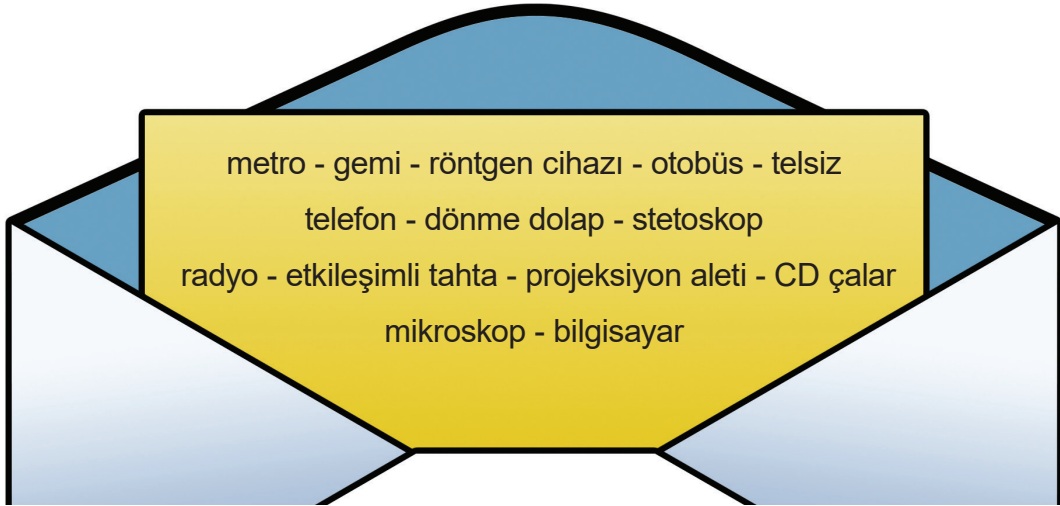 metro - gemi - röntgen cihazı - otobüs - telsiz
telefon - dönme dolap - stetoskop
radyo - etkileşimli tahta - projeksiyon aleti - CD çalar
mikroskop - bilgisayar